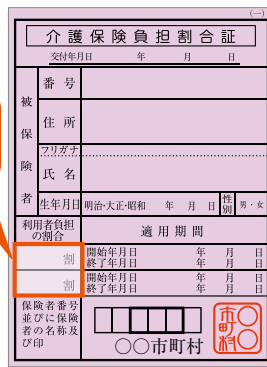 (一)
介護保険負担割合証
交付年月日 年 月 日
被保険者
番号
住所
フリガナ
氏名
生年月日 明治・大正・昭和 年 月 日 性別 男・女
利用者負担の割合 適用期間
割 開始年月日 年 月 日
終了年月日 年 月 日
割 開始年月日 年 月 日
終了年月日 年 月 日
保険者番号
並びに保険
者の名称及
び印
〇〇市町村
〇〇市町村